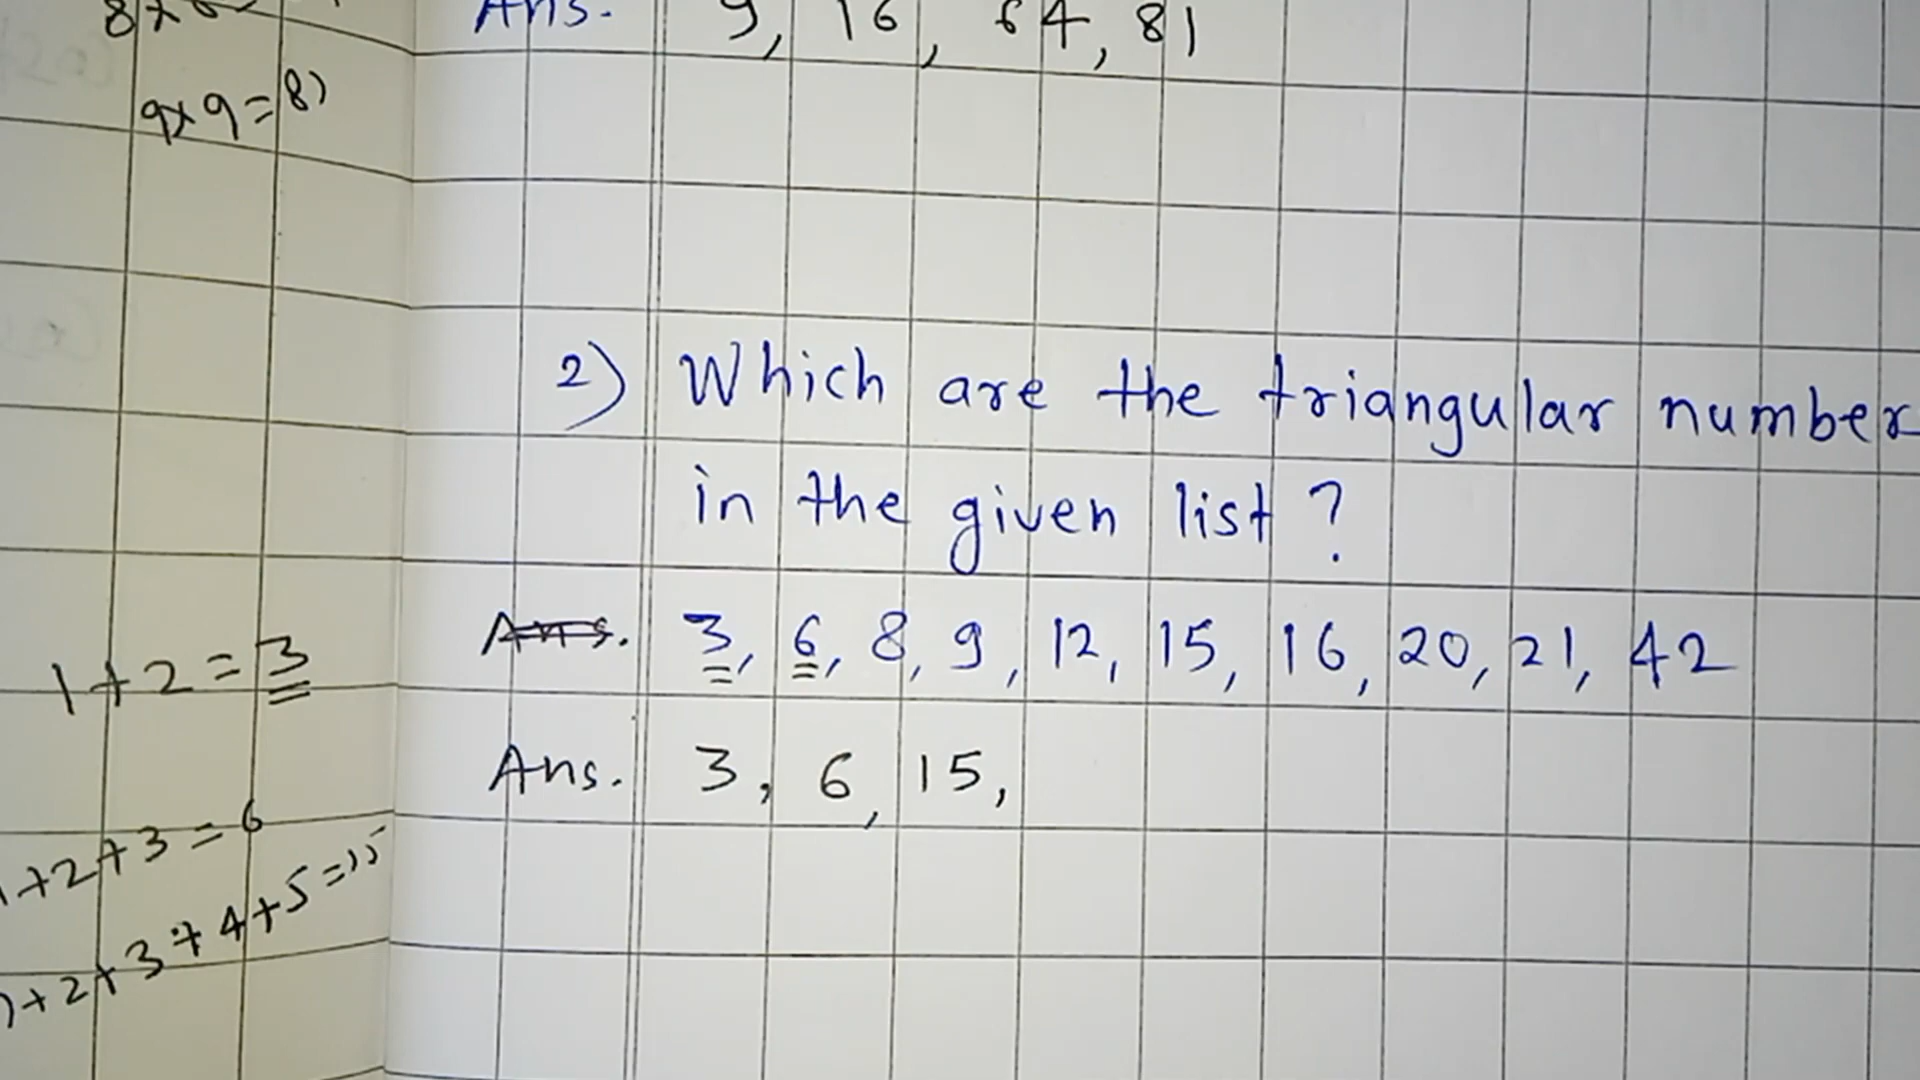 Ans. 9, 16, 64, 81
9x9=81
2) Which are the triangular number
in the given list ?
Ans. 3, 6, 8, 9, 12, 15, 16, 20, 21, 42
1+2=3
Ans. 3, 6, 15,
1+2+3=6
1+2+3+4+5=15